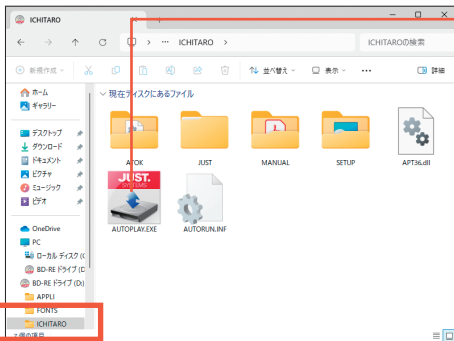 ICHITARO
ICHITARO
ICHITAROの検索
新規作成
並べ替え
表示
詳細
ホーム
ギャラリー
デスクトップ
ダウンロード
ドキュメント
ピクチャ
ミュージック
ビデオ
OneDrive
PC
ローカル ディスク (C
BD-RE ドライブ (D
BD-RE ドライブ (D:)
APPLI
FONTS
ICHITARO
現在ディスクにあるファイル
ATOK
JUST
MANUAL
SETUP
APT36.dll
JUST.
SYSTEMS
AUTOPLAY.EXE
AUTORUN.INF